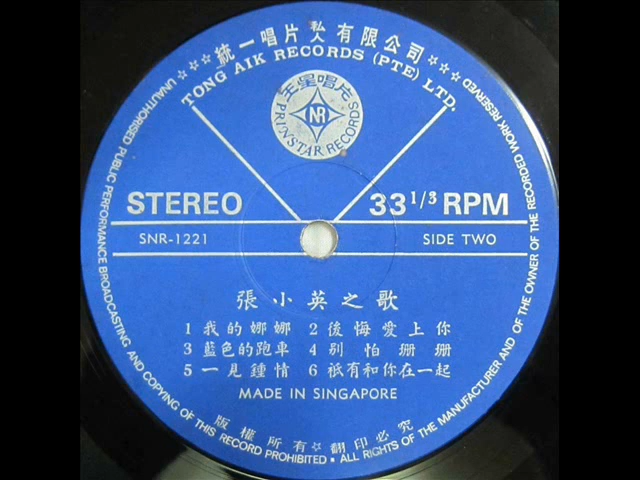 ☆☆☆統一唱片私人有限公司☆☆☆
TONG AIK RECORDS (PTE) LTD.
王星唱片
NR
PRINSTAR RECORDS
STEREO 33 1/3 RPM
SNR-1221 SIDE TWO
張小英之歌
1 我的娜娜 2 後悔愛上你
3 藍色的跑車 4 別怕珊珊
5 一見鍾情 6 祇有和你在一起
MADE IN SINGAPORE
版權所有☆翻印必究
UNAUTHORISED PUBLIC PERFORMANCE BROADCASTING AND COPYING OF THIS RECORD PROHIBITED • ALL RIGHTS OF THE MANUFACTURER AND OF THE OWNER OF THE RECORDED WORK RESERVED